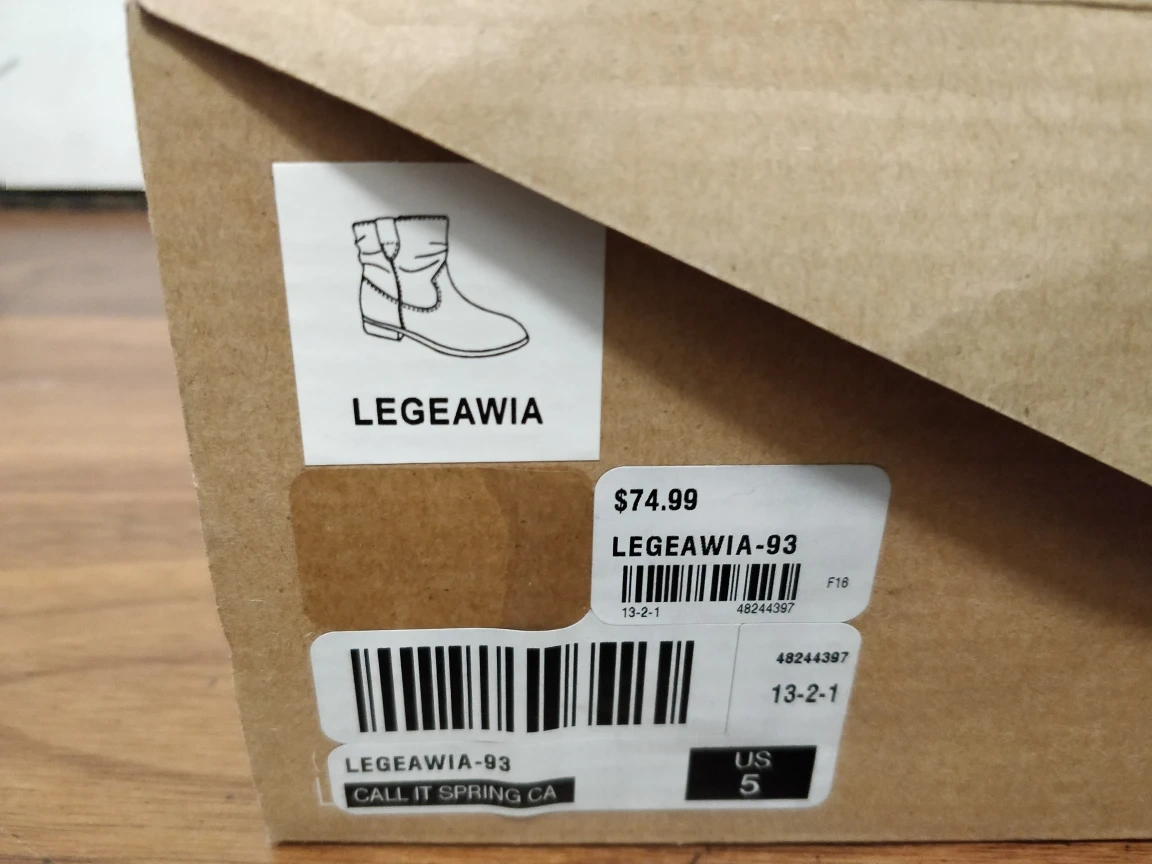 LEGEAWIA
$74.99
LEGEAWIA-93
F16
13-2-1 48244397
48244397
13-2-1
LEGEAWIA-93
CALL IT SPRING CA
US
5